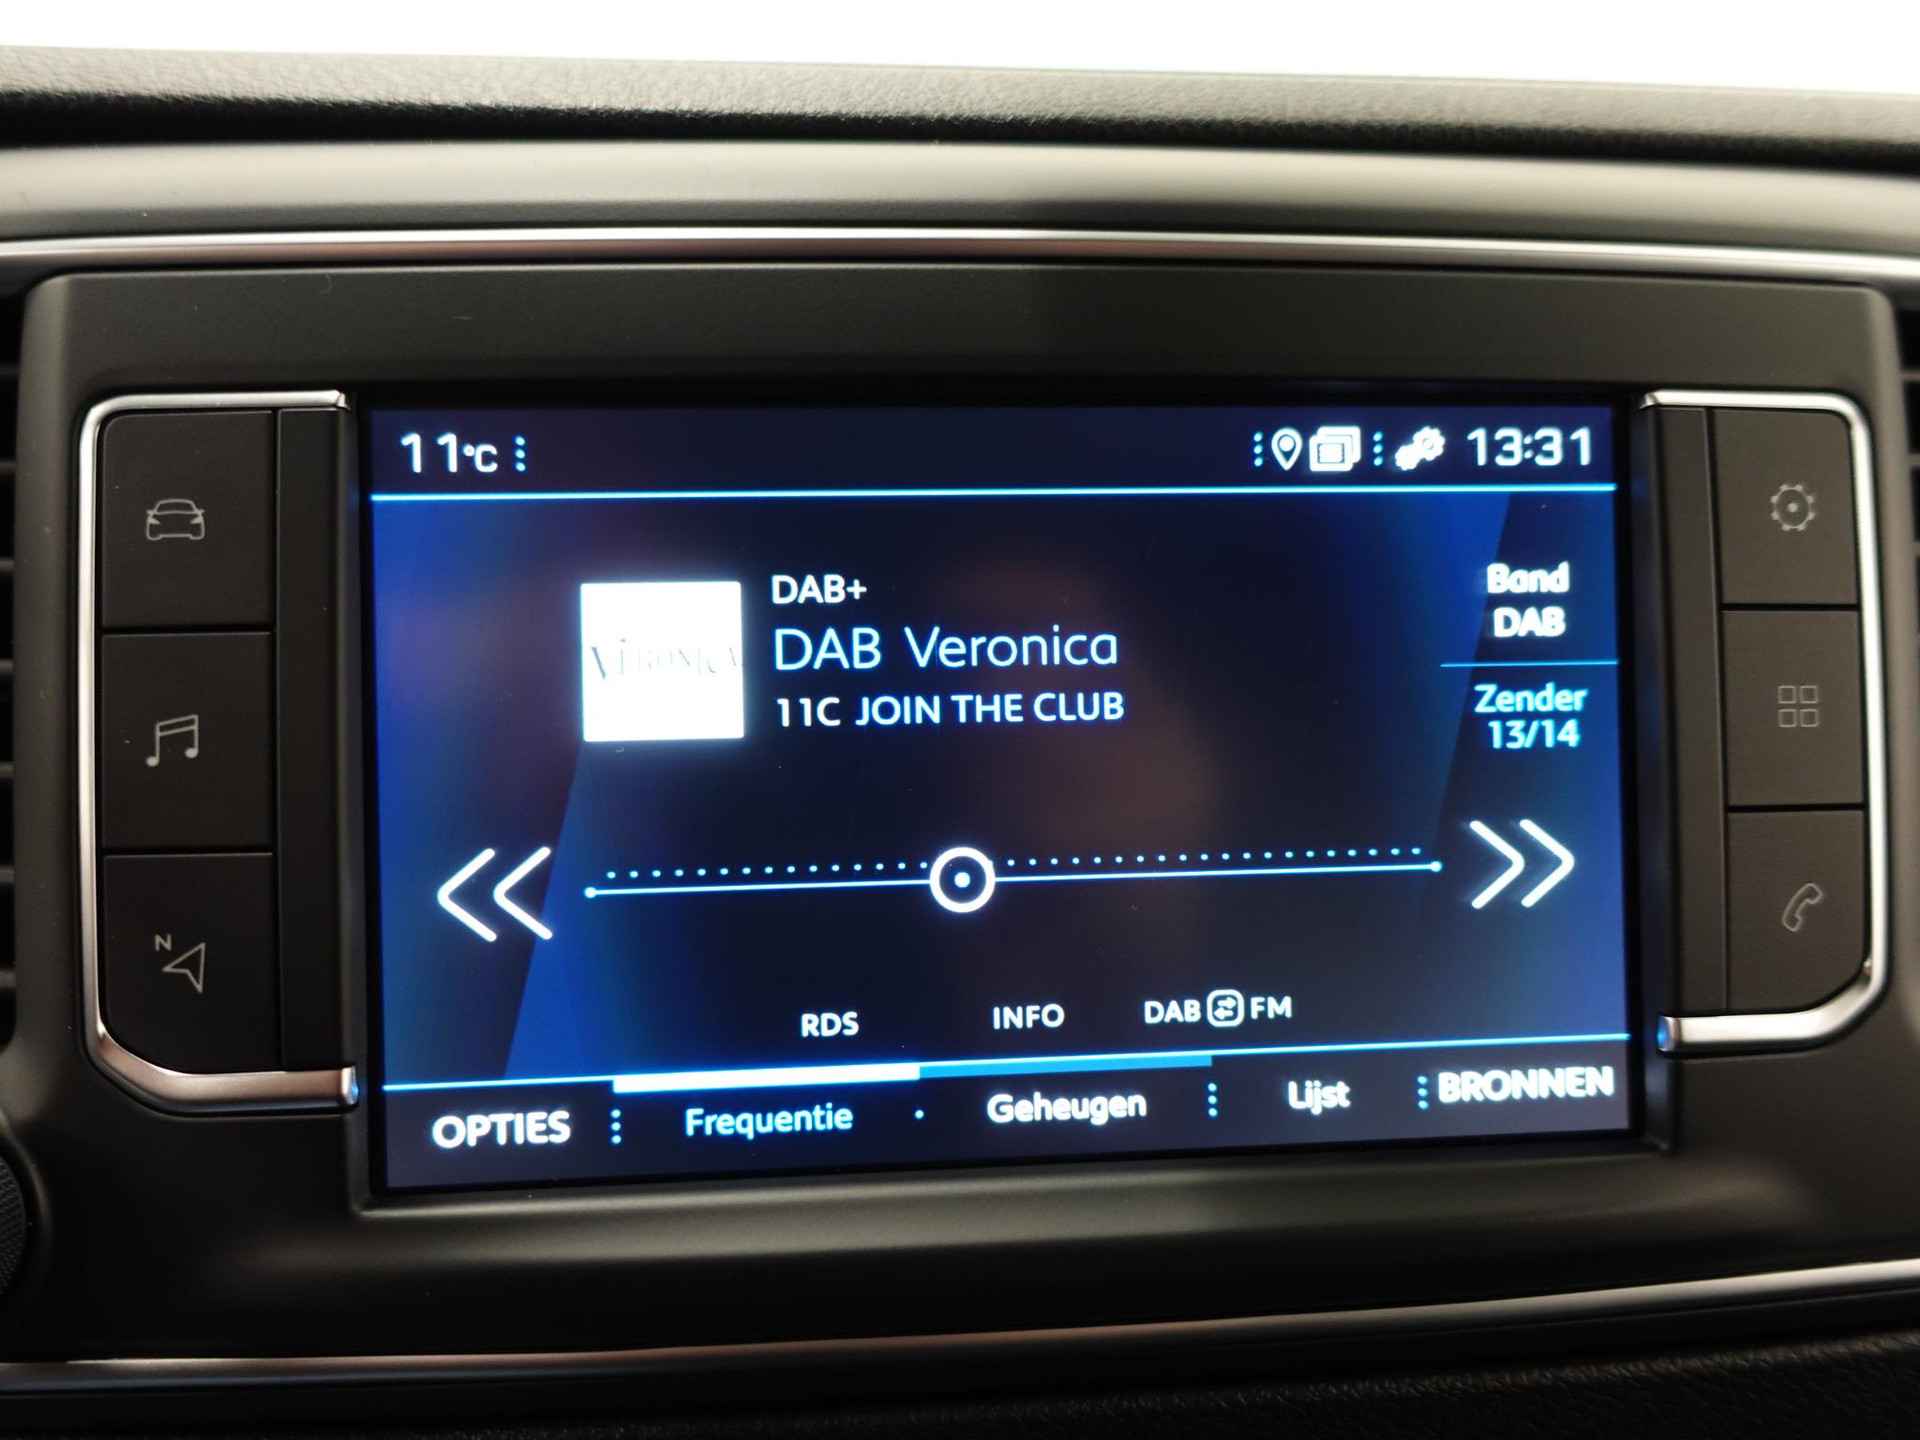 11°C
13:31
DAB+
VERONICA
DAB Veronica
11C JOIN THE CLUB
Band
DAB
Zender
13/14
N
RDS INFO DAB FM
OPTIES Frequentie Geheugen Lijst BRONNEN